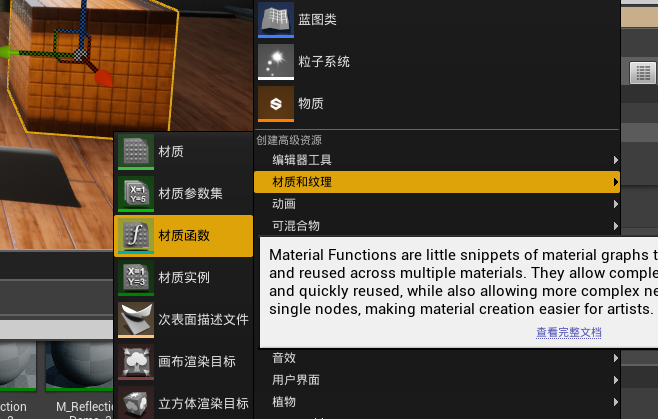 蓝图类
粒子系统
物质
创建高级资源
编辑器工具
材质和纹理
动画
可混合物
材质
X=1
Y=5
材质参数集
材质函数
X=1
Y=3
材质实例
次表面描述文件
画布渲染目标
立方体渲染目标
Material Functions are little snippets of material graphs
and reused across multiple materials. They allow
and quickly reused, while also allowing more complex
single nodes, making material creation easier for artists.
查看完整文档
音效
用户界面
植物
M_Reflecti